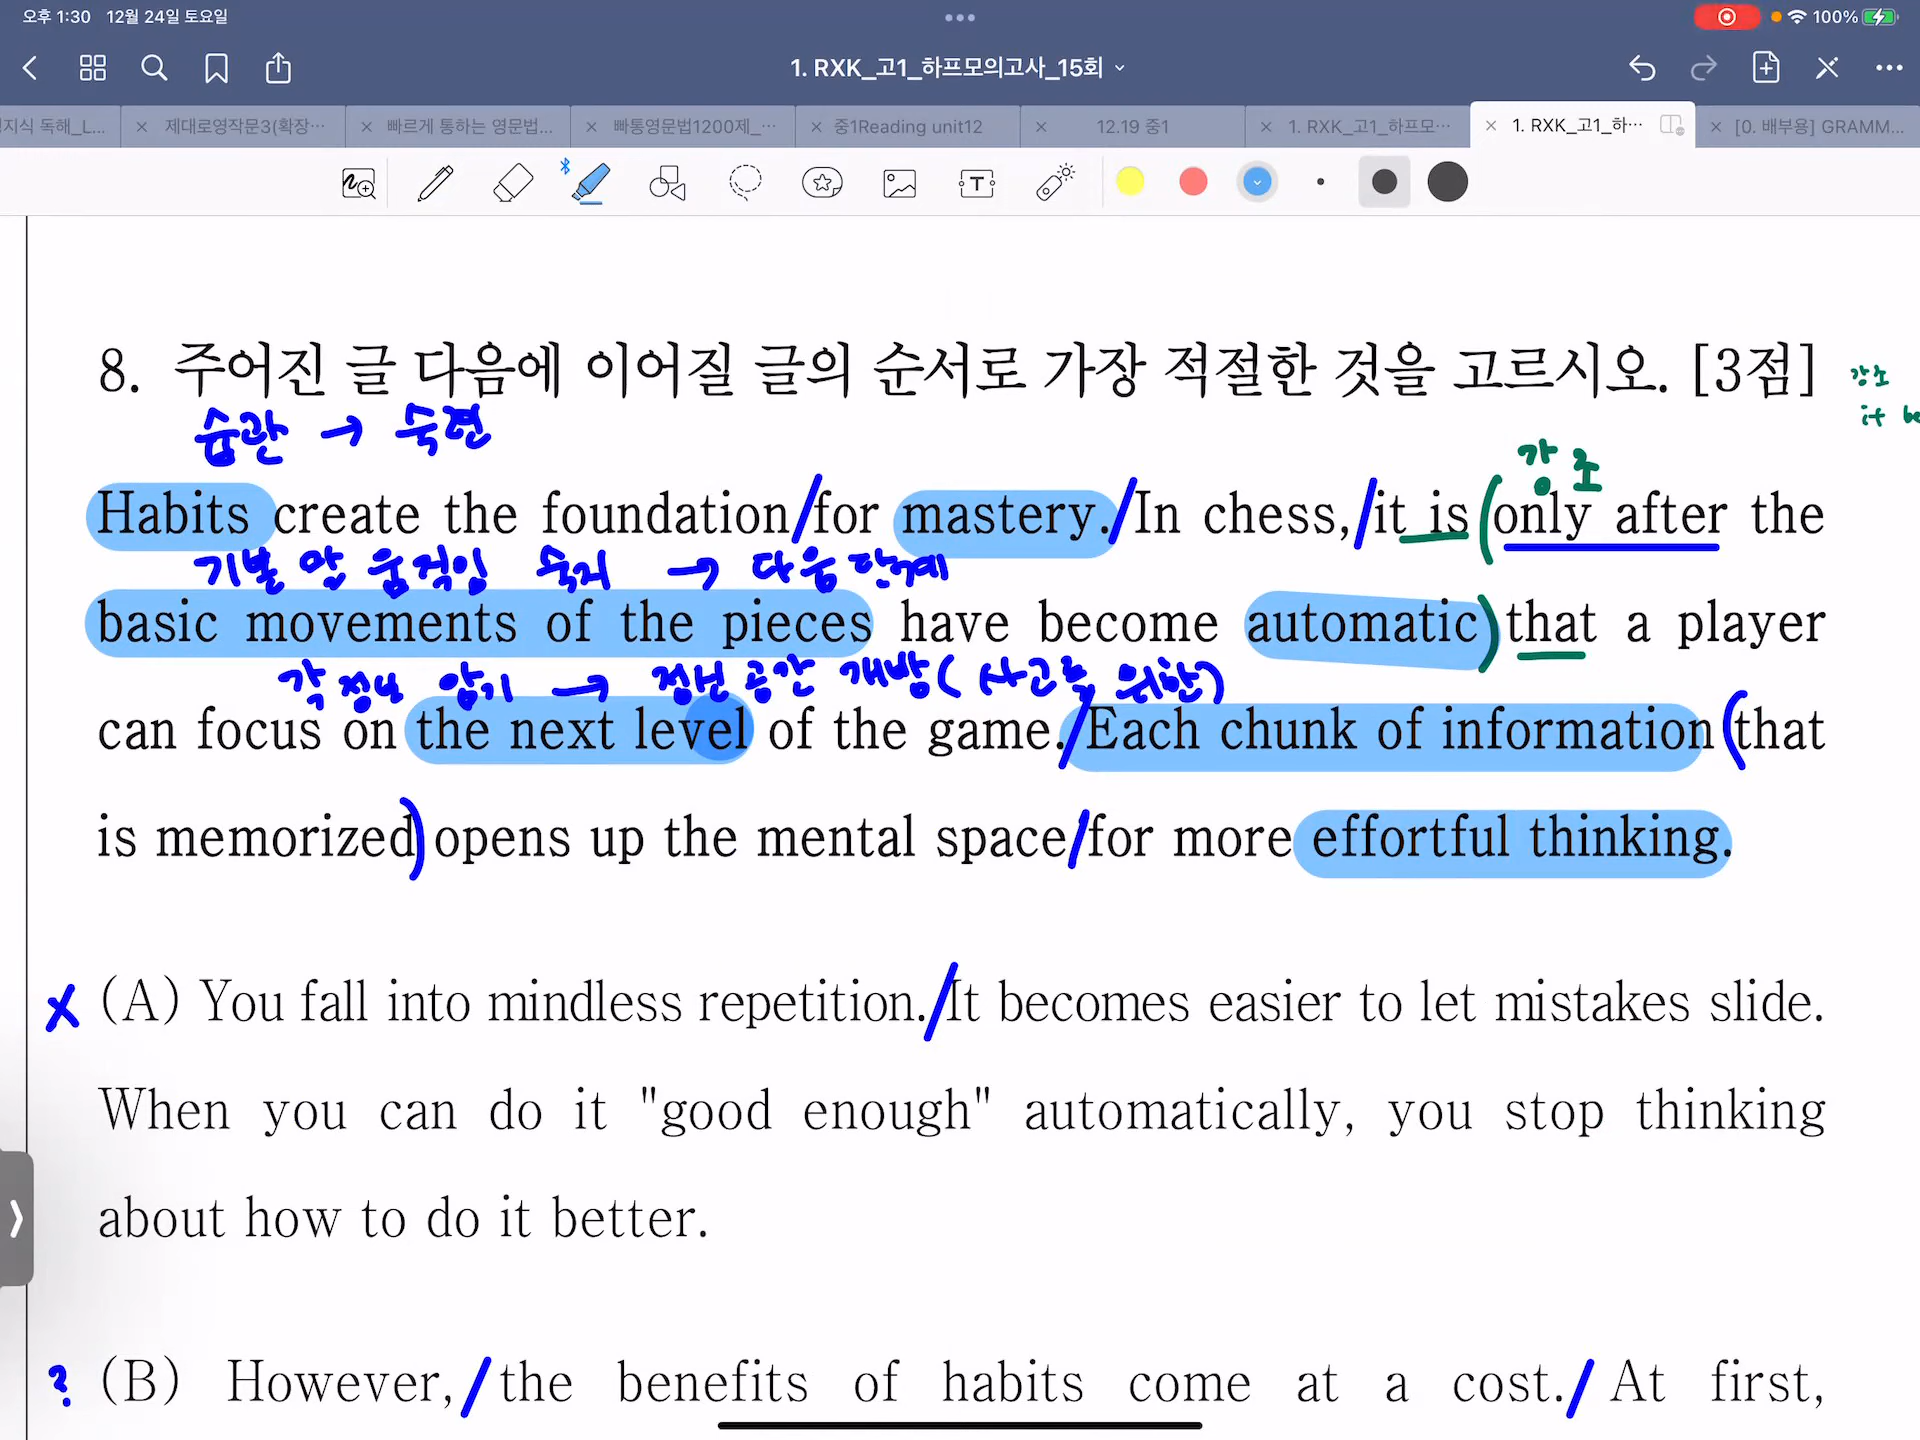 오후 1:30 12월 24일 토요일
100%
1. RXK_고1_하프모의고사_15회
지식 독해_L...
제대로영작문3(확장…
빠르게 통하는 영문법...
빠통영문법1200제_…
중1Reading unit12
12.19 중1
1. RXK_고1_하프모…
1. RXK_고1_하…
[0. 배부용] GRAMM...
8. 주어진 글 다음에 이어질 글의 순서로 가장 적절한 것을 고르시오. [3점]
강조
it be
습관 → 숙련
강조
Habits create the foundation/for mastery./In chess,/it is (only after the
기본 말 움직임 숙지 → 다음 단계
basic movements of the pieces have become automatic) that a player
각 정보 암기 → 정신 공간 개방 (사고를 위한)
can focus on the next level of the game./Each chunk of information (that
is memorized) opens up the mental space/for more effortful thinking.
x (A) You fall into mindless repetition./It becomes easier to let mistakes slide.
When you can do it "good enough" automatically, you stop thinking
about how to do it better.
? (B) However,/the benefits of habits come at a cost./At first,